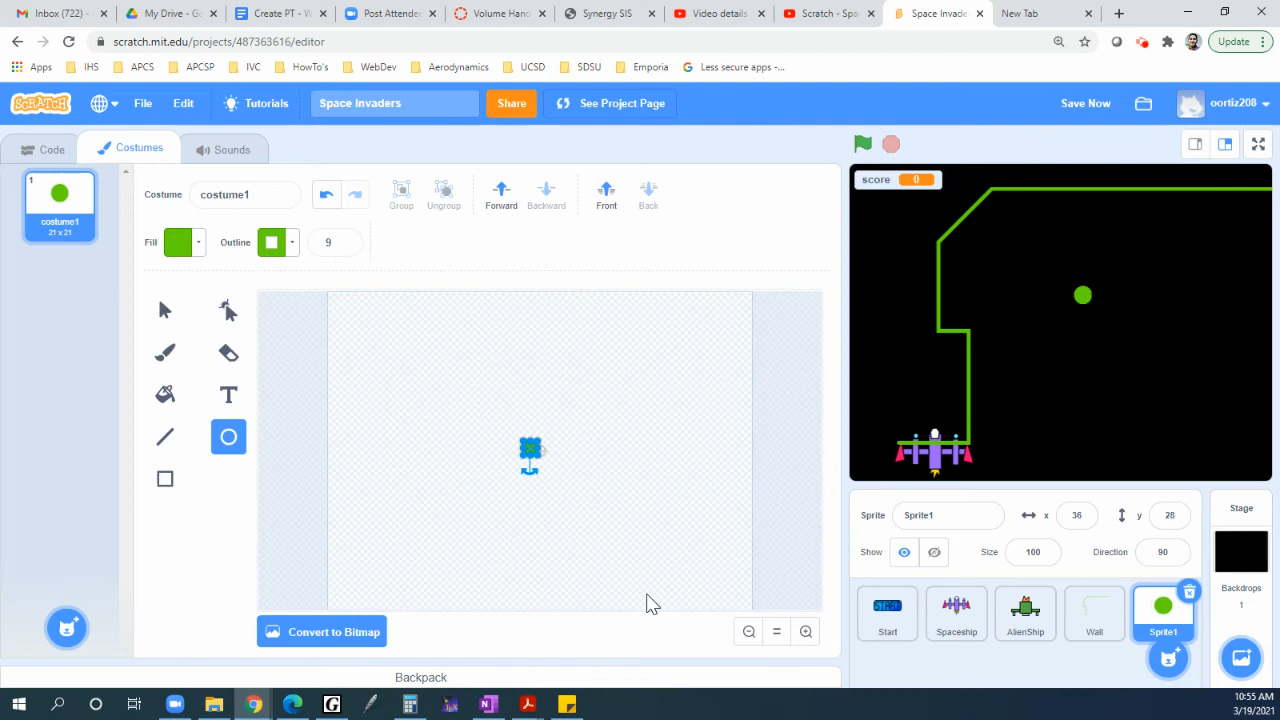 Inbox (722) -
My Drive - Go
Create PT - W
Post Attende
Volume Hand
Synergy SIS
Video details
Scratch - Spa
Space Invade
New Tab
scratch.mit.edu/projects/487363616/editor
Update
Apps
IHS
APCS
APCSP
IVC
HowTo's
WebDev
Aerodynamics
UCSD
SDSU
Emporia
Less secure apps -...
SCRATCH
File
Edit
Tutorials
Space Invaders
Share
See Project Page
Save Now
oortiz208
Code
Costumes
Sounds
1
costume1
21 x 21
Costume
costume1
Group
Ungroup
Forward
Backward
Front
Back
Fill
Outline
9
T
score 0
Convert to Bitmap
Backpack
Sprite
Sprite1
x
36
y
28
Show
Size
100
Direction
90
Stage
Backdrops
1
START
Start
Spaceship
AlienShip
Wall
Sprite1
10:55 AM
3/19/2021